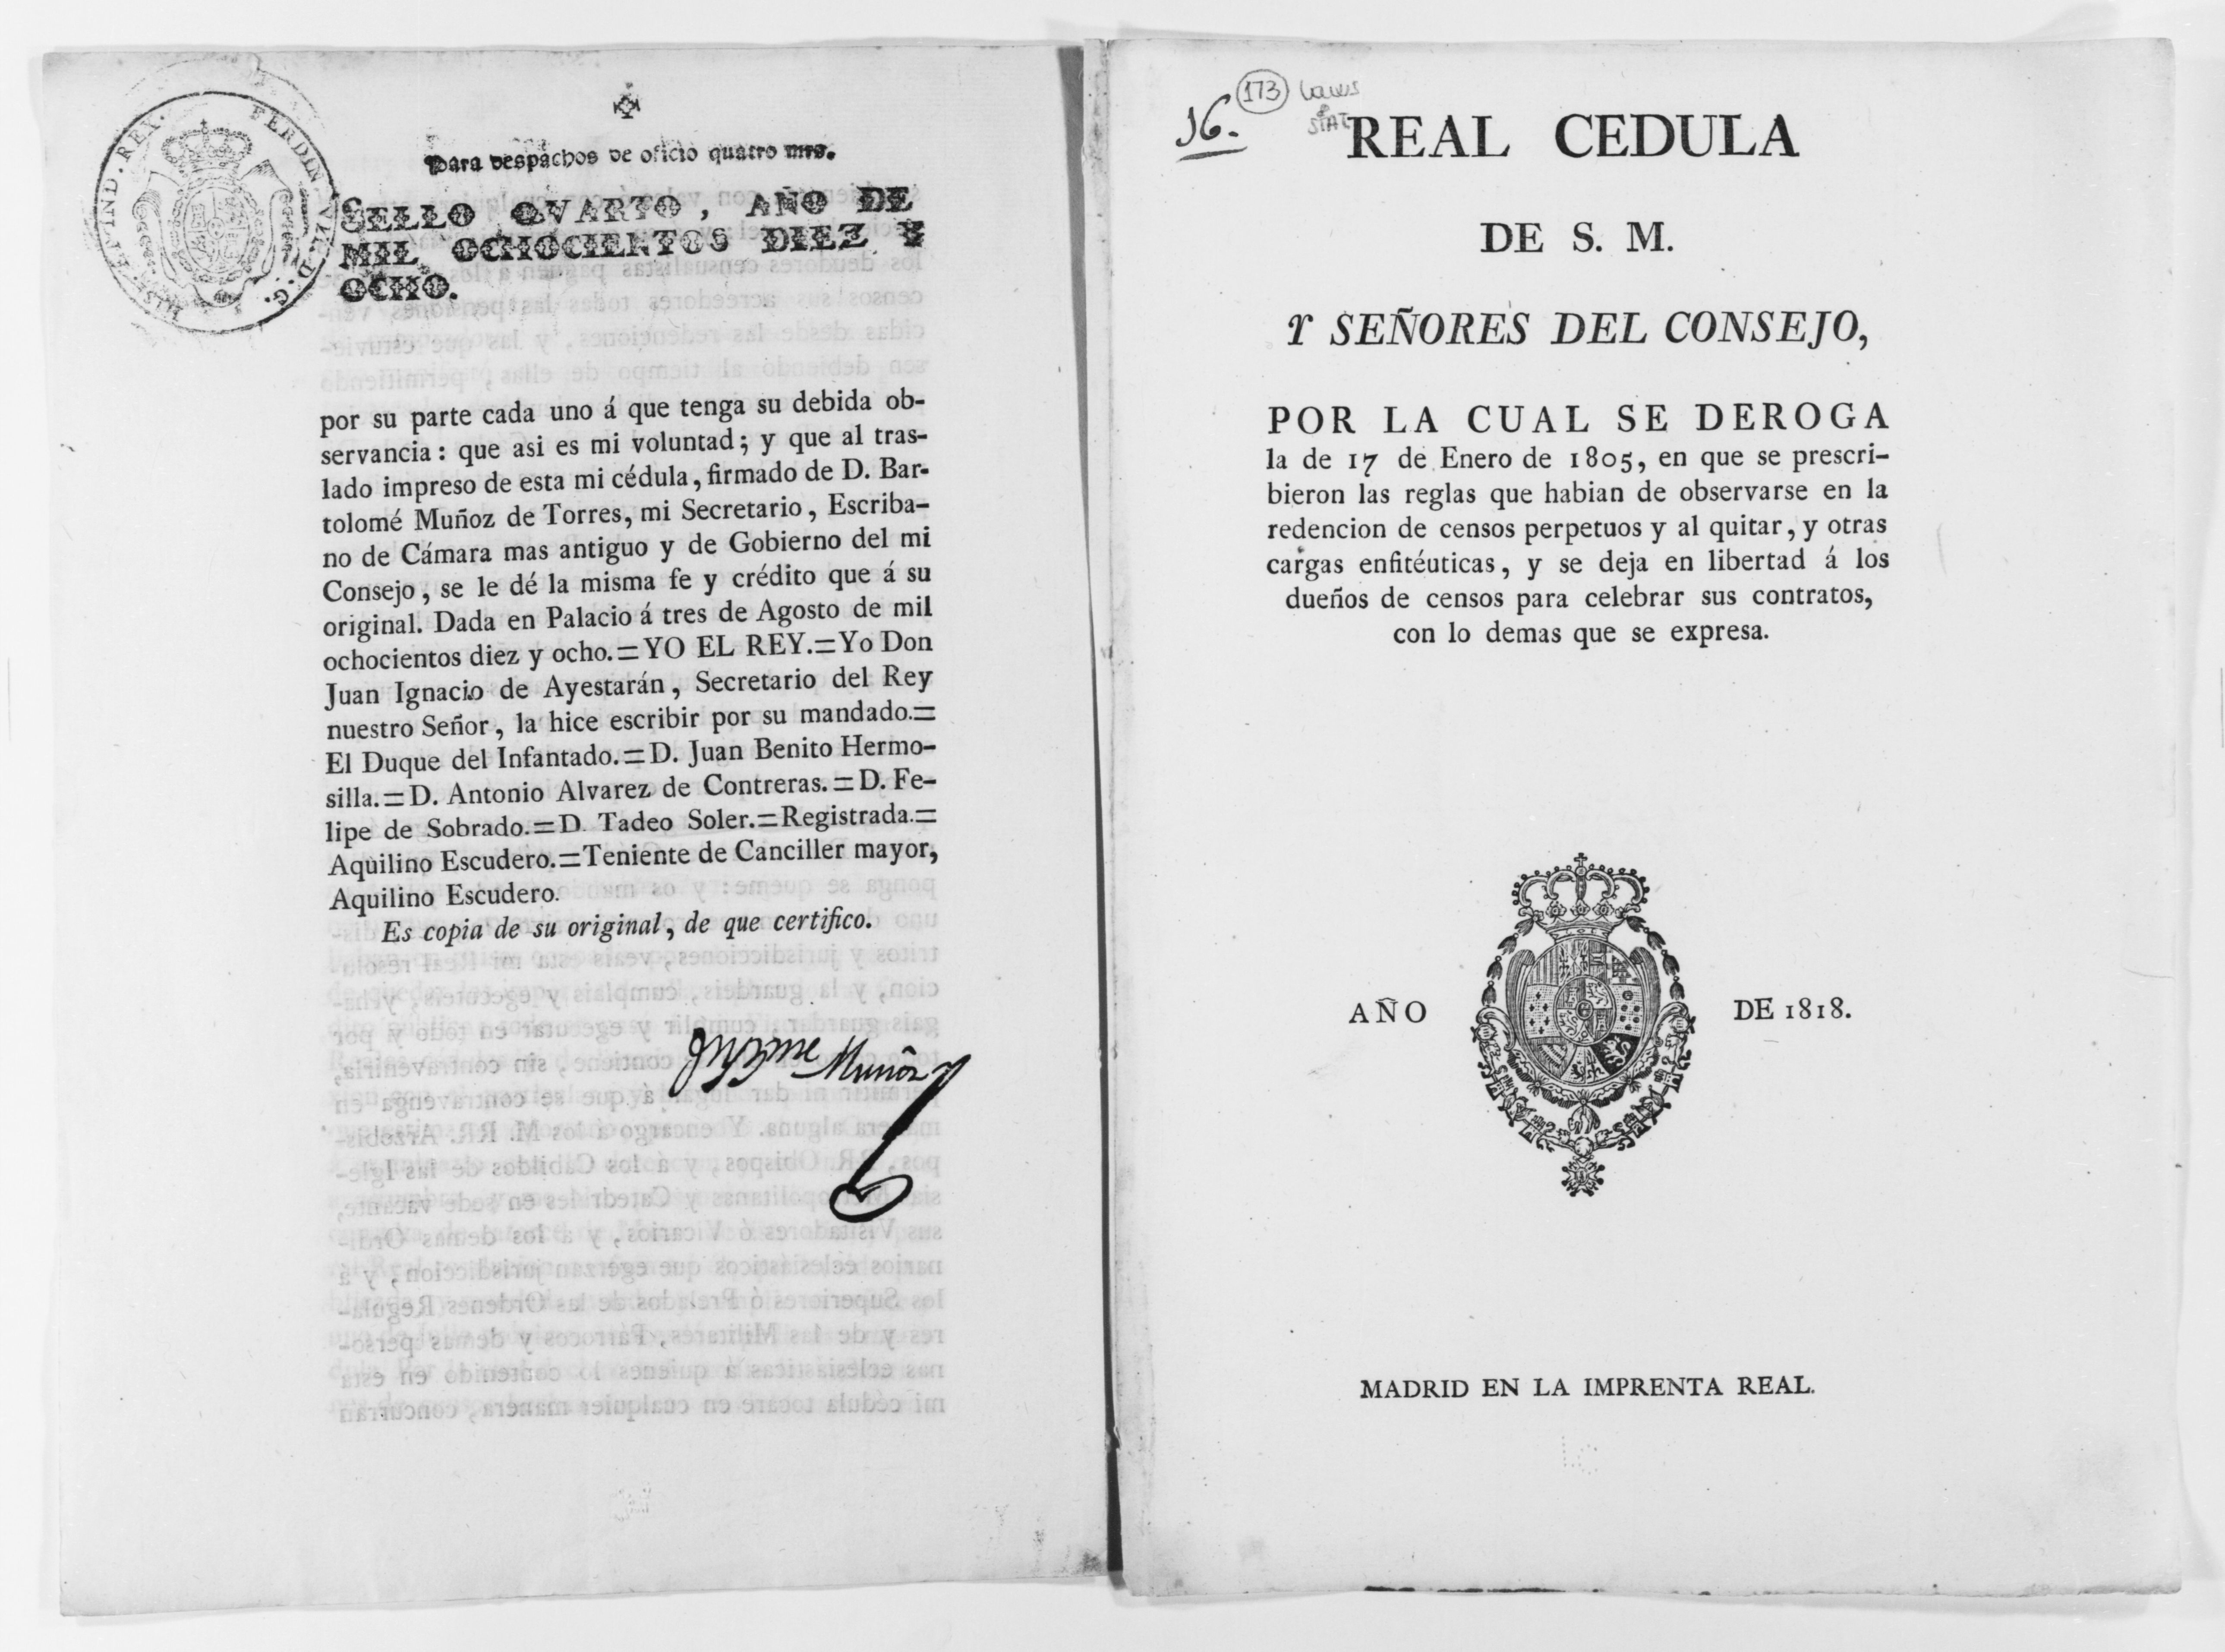 HISP. ET IND. REX. FERDIN. VII. D. G.
Para despachos de oficio quatro mrs.
SELLO QVARTO, AÑO DE
MIL OCHOCIENTOS DIEZ Y
OCHO.
por su parte cada uno á que tenga su debida ob-
servancia: que asi es mi voluntad; y que al tras-
lado impreso de esta mi cédula, firmado de D. Bar-
tolomé Muñoz de Torres, mi Secretario, Escriba-
no de Cámara mas antiguo y de Gobierno del mi
Consejo, se le dé la misma fe y crédito que á su
original. Dada en Palacio á tres de Agosto de mil
ochocientos diez y ocho.=YO EL REY.=Yo Don
Juan Ignacio de Ayestarán, Secretario del Rey
nuestro Señor, la hice escribir por su mandado.=
El Duque del Infantado.=D. Juan Benito Hermo-
silla.=D. Antonio Alvarez de Contreras.=D. Fe-
lipe de Sobrado.=D. Tadeo Soler.=Registrada.=
Aquilino Escudero.=Teniente de Canciller mayor,
Aquilino Escudero.
Es copia de su original, de que certifico.
Muñoz
16.
173
REAL CEDULA
DE S. M.
Y SEÑORES DEL CONSEJO,
POR LA CUAL SE DEROGA
la de 17 de Enero de 1805, en que se prescri-
bieron las reglas que habian de observarse en la
redencion de censos perpetuos y al quitar, y otras
cargas enfitéuticas, y se deja en libertad á los
dueños de censos para celebrar sus contratos,
con lo demas que se expresa.
AÑO DE 1818.
MADRID EN LA IMPRENTA REAL.